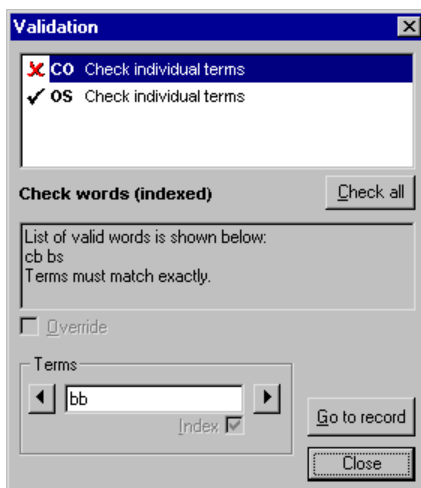 Validation
CO Check individual terms
OS Check individual terms
Check words (indexed)
Check all
List of valid words is shown below:
cb bs
Terms must match exactly.
Override
Terms
bb
Index
Go to record
Close